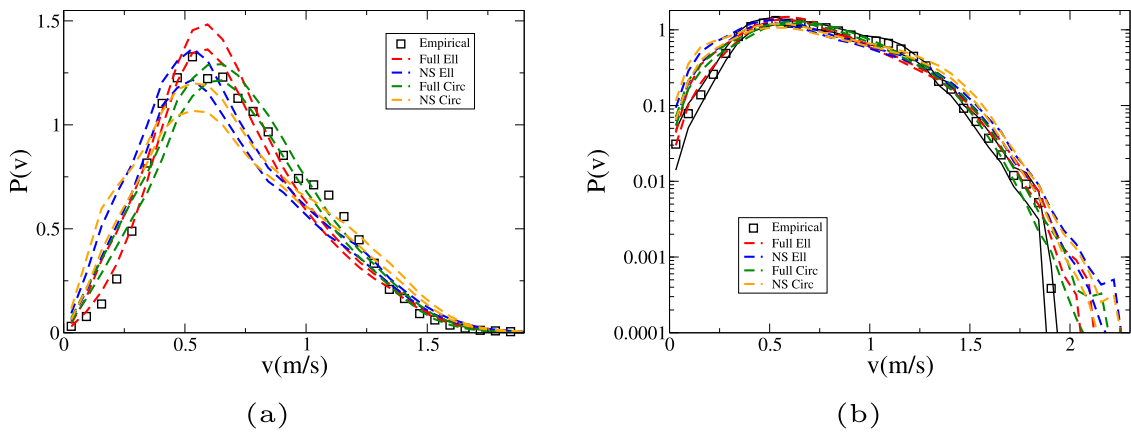 1.5
1
0.5
0
P(v)
0
0.5
1
1.5
v(m/s)
Empirical
Full Ell
NS Ell
Full Circ
NS Circ
(a)
1
0.1
0.01
0.001
0.0001
P(v)
0
0.5
1
1.5
2
v(m/s)
Empirical
Full Ell
NS Ell
Full Circ
NS Circ
(b)